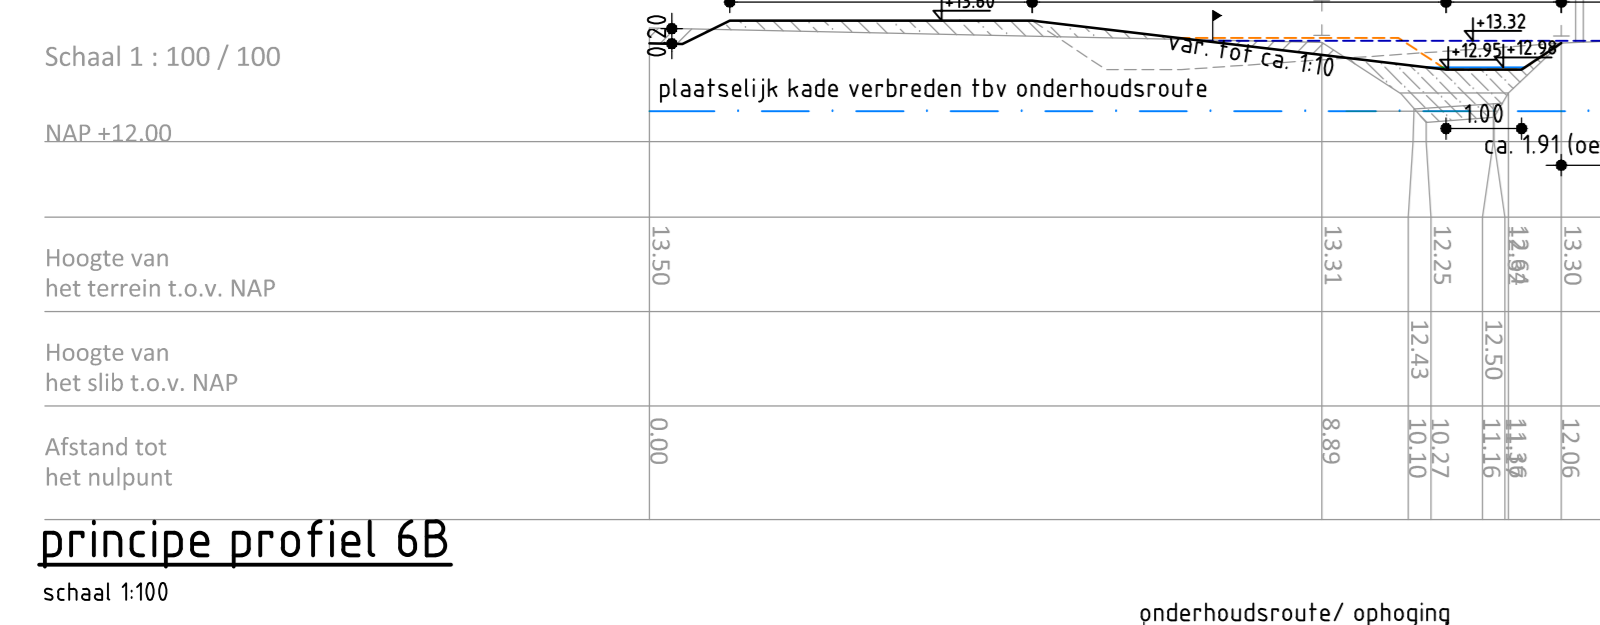 +13.60
0.20
+13.32
Schaal 1 : 100 / 100
var. tot ca. 1:10
+12.95
+12.98
plaatselijk kade verbreden tbv onderhoudsroute
1.00
NAP +12.00
ca. 1.91 (oe
Hoogte van
het terrein t.o.v. NAP
13.50
13.31
12.25
13.30
Hoogte van
het slib t.o.v. NAP
12.43
12.50
Afstand tot
het nulpunt
0.00
8.89
10.10
10.27
11.16
11.36
12.06
principe profiel 6B
schaal 1:100
onderhoudsroute/ ophoging